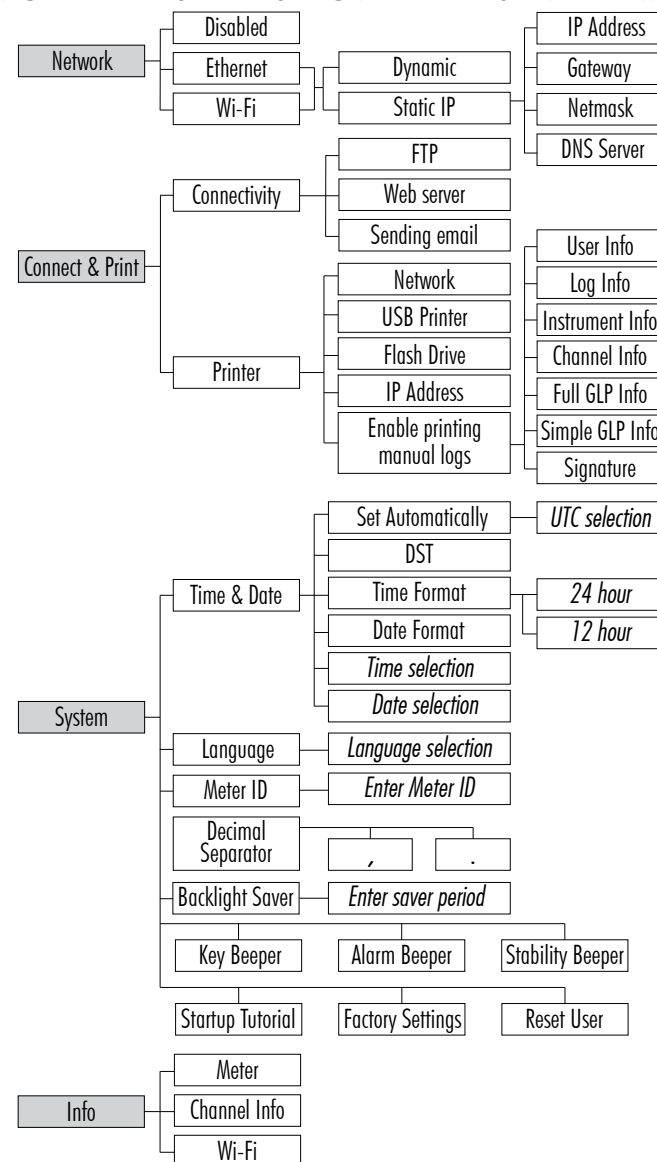 Network
Disabled
Ethernet
Wi-Fi
Dynamic
Static IP
IP Address
Gateway
Netmask
DNS Server
Connect & Print
Connectivity
FTP
Web server
Sending email
Printer
Network
USB Printer
Flash Drive
IP Address
Enable printing
manual logs
User Info
Log Info
Instrument Info
Channel Info
Full GLP Info
Simple GLP Info
Signature
System
Time & Date
Set Automatically
UTC selection
DST
Time Format
24 hour
12 hour
Date Format
Time selection
Date selection
Language
Language selection
Meter ID
Enter Meter ID
Decimal
Separator
,
.
Backlight Saver
Enter saver period
Key Beeper
Alarm Beeper
Stability Beeper
Startup Tutorial
Factory Settings
Reset User
Info
Meter
Channel Info
Wi-Fi